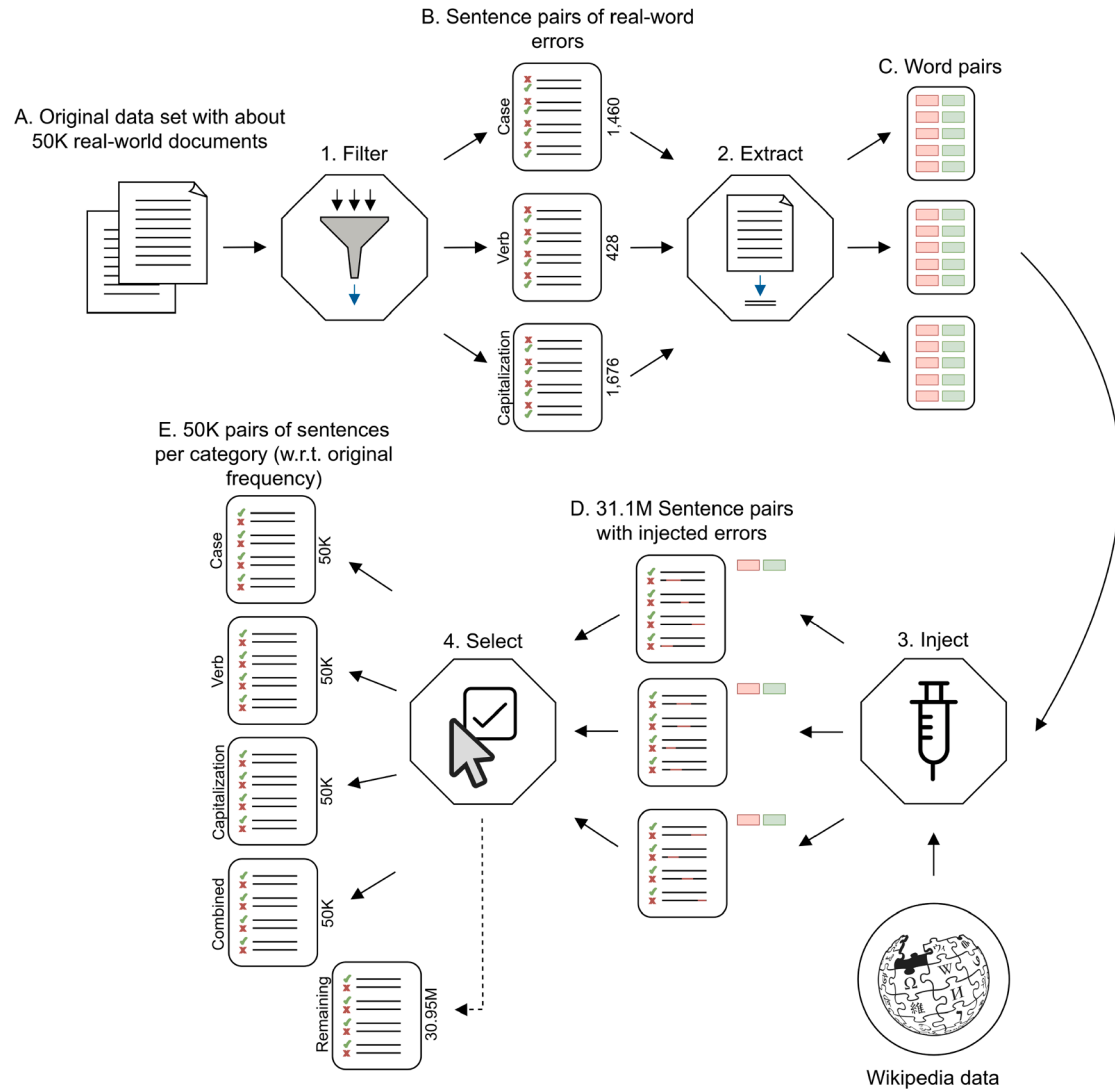 B. Sentence pairs of real-word
errors
A. Original data set with about
50K real-world documents
1. Filter
Case
1,460
Verb
428
Capitalization
1,676
2. Extract
C. Word pairs
E. 50K pairs of sentences
per category (w.r.t. original
frequency)
Case
50K
Verb
50K
Capitalization
50K
Combined
50K
Remaining
30.95M
4. Select
D. 31.1M Sentence pairs
with injected errors
3. Inject
Ω
W
維
И
Wikipedia data